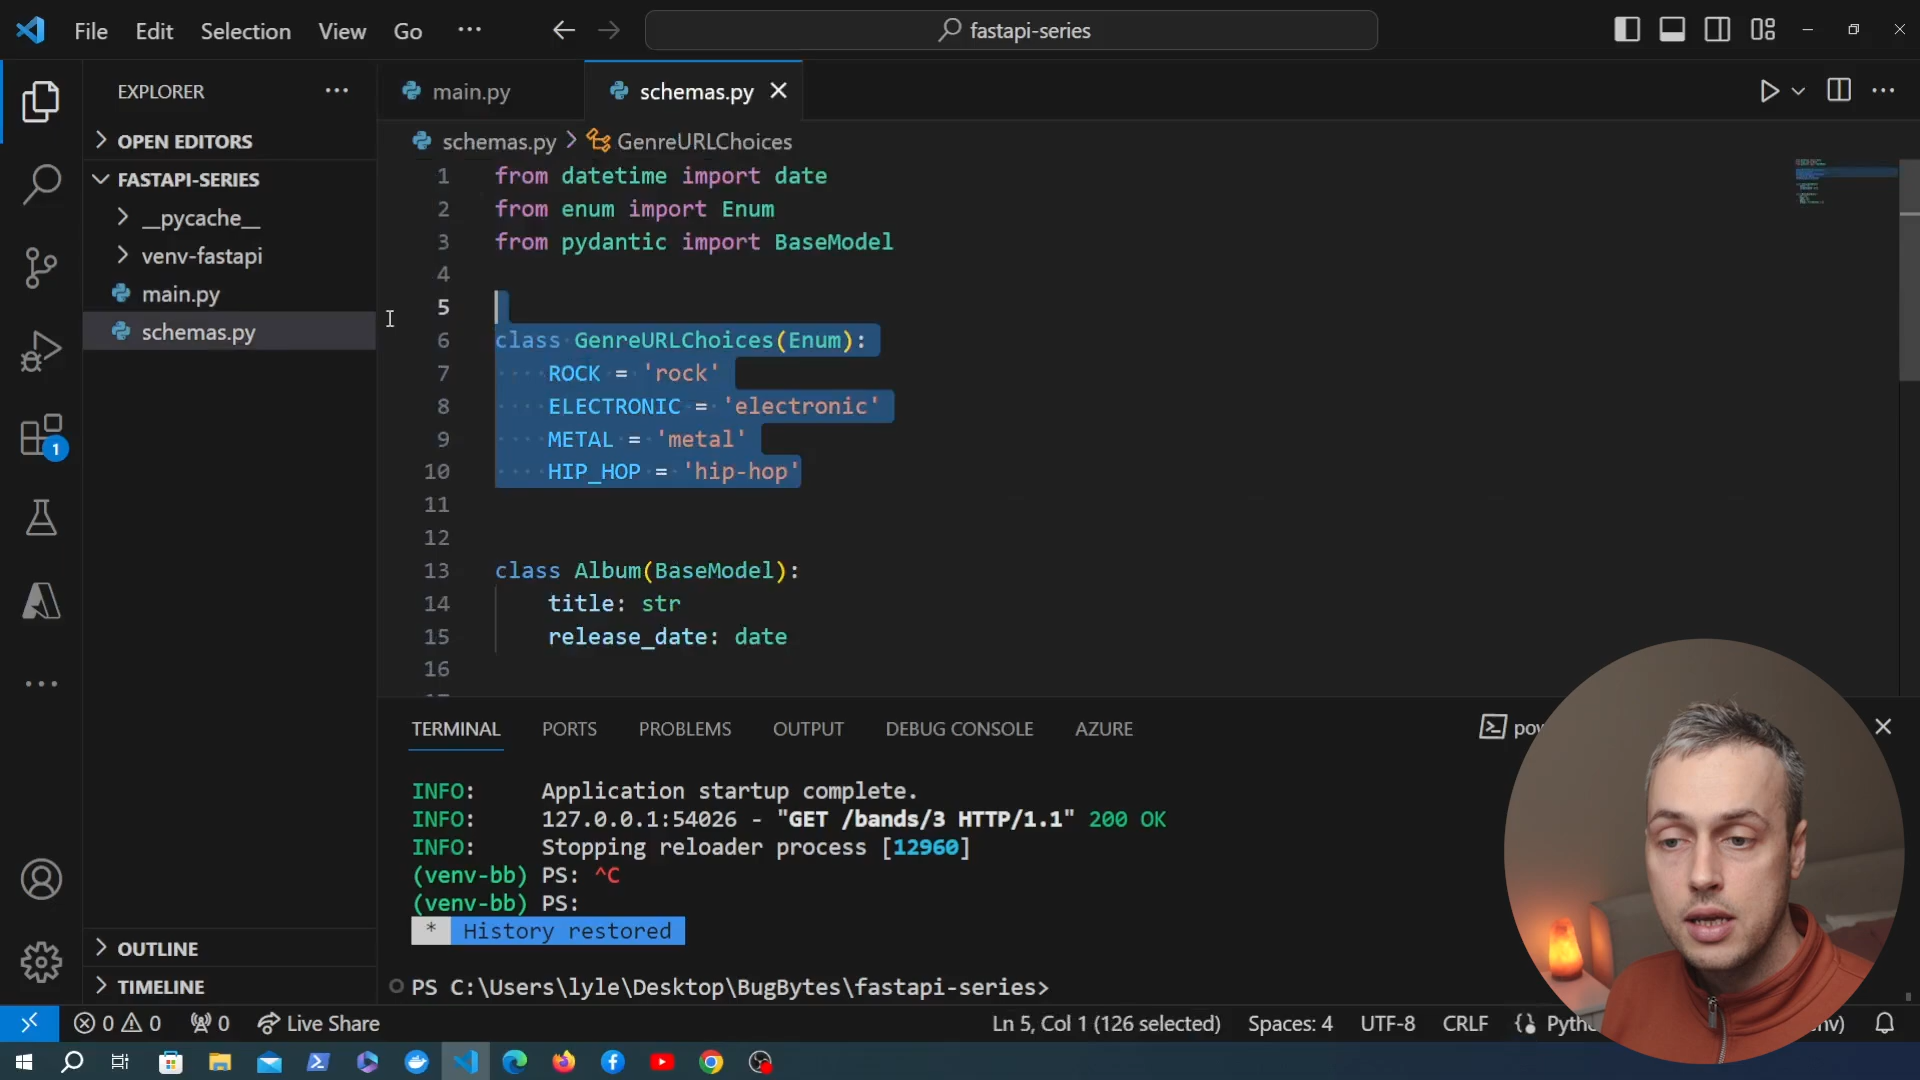 File Edit Selection View Go ···
fastapi-series
EXPLORER
OPEN EDITORS
FASTAPI-SERIES
__pycache__
venv-fastapi
main.py
schemas.py
OUTLINE
TIMELINE
1
main.py schemas.py
schemas.py > GenreURLChoices
1 from datetime import date
2 from enum import Enum
3 from pydantic import BaseModel
4
5
6 class GenreURLChoices(Enum):
7 ROCK = 'rock'
8 ELECTRONIC = 'electronic'
9 METAL = 'metal'
10 HIP_HOP = 'hip-hop'
11
12
13 class Album(BaseModel):
14 title: str
15 release_date: date
16
TERMINAL PORTS PROBLEMS OUTPUT DEBUG CONSOLE AZURE
INFO: Application startup complete.
INFO: 127.0.0.1:54026 - "GET /bands/3 HTTP/1.1" 200 OK
INFO: Stopping reloader process [12960]
(venv-bb) PS: ^C
(venv-bb) PS:
* History restored
PS C:\Users\lyle\Desktop\BugBytes\fastapi-series>
0 0 0 Live Share Ln 5, Col 1 (126 selected) Spaces: 4 UTF-8 CRLF